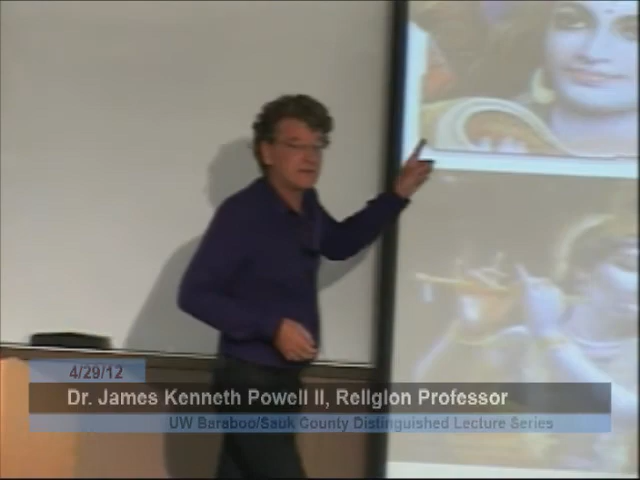 4/29/12
Dr. James Kenneth Powell II, Religion Professor
UW Baraboo/Sauk County Distinguished Lecture Series